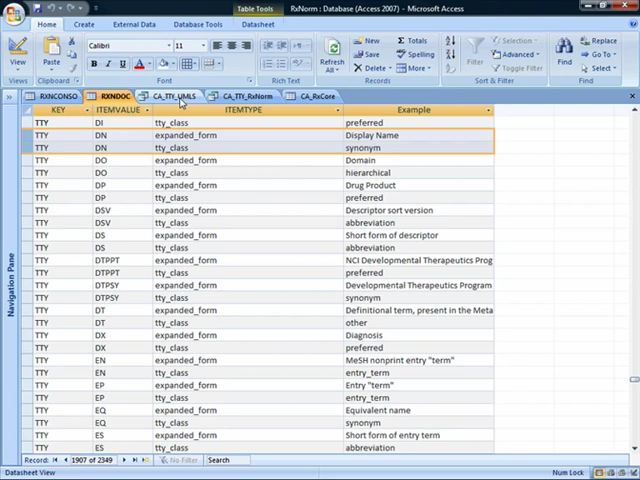 Table Tools
RxNorm : Database (Access 2007) - Microsoft Access
Home Create External Data Database Tools Datasheet
View
Paste
Calibri 11
B I U
Refresh All
New Totals
Save Spelling
Delete More
Filter
Selection
Advanced
Toggle Filter
Find
Views Clipboard Font Rich Text Records Sort & Filter Find
RXNCONSO RXNDOC CA_TTY_UMLS CA_TTY_RxNorm CA_RxCore
KEY ITEMVALUE ITEMTYPE Example
TTY DI tty_class preferred
TTY DN expanded_form Display Name
TTY DN tty_class synonym
TTY DO expanded_form Domain
TTY DO tty_class hierarchical
TTY DP expanded_form Drug Product
TTY DP tty_class preferred
TTY DSV expanded_form Descriptor sort version
TTY DSV tty_class abbreviation
TTY DS expanded_form Short form of descriptor
TTY DS tty_class abbreviation
TTY DTPPT expanded_form NCI Developmental Therapeutics Prog
TTY DTPPT tty_class preferred
TTY DTPSY expanded_form Developmental Therapeutics Program
TTY DTPSY tty_class synonym
TTY DT expanded_form Definitional term, present in the Meta
TTY DT tty_class other
TTY DX expanded_form Diagnosis
TTY DX tty_class preferred
TTY EN expanded_form MeSH nonprint entry "term"
TTY EN tty_class entry_term
TTY EP expanded_form Entry "term"
TTY EP tty_class entry_term
TTY EQ expanded_form Equivalent name
TTY EQ tty_class synonym
TTY ES expanded_form Short form of entry term
TTY ES tty_class abbreviation
Navigation Pane
Record: 1907 of 2349 No Filter Search
Datasheet View Num Lock